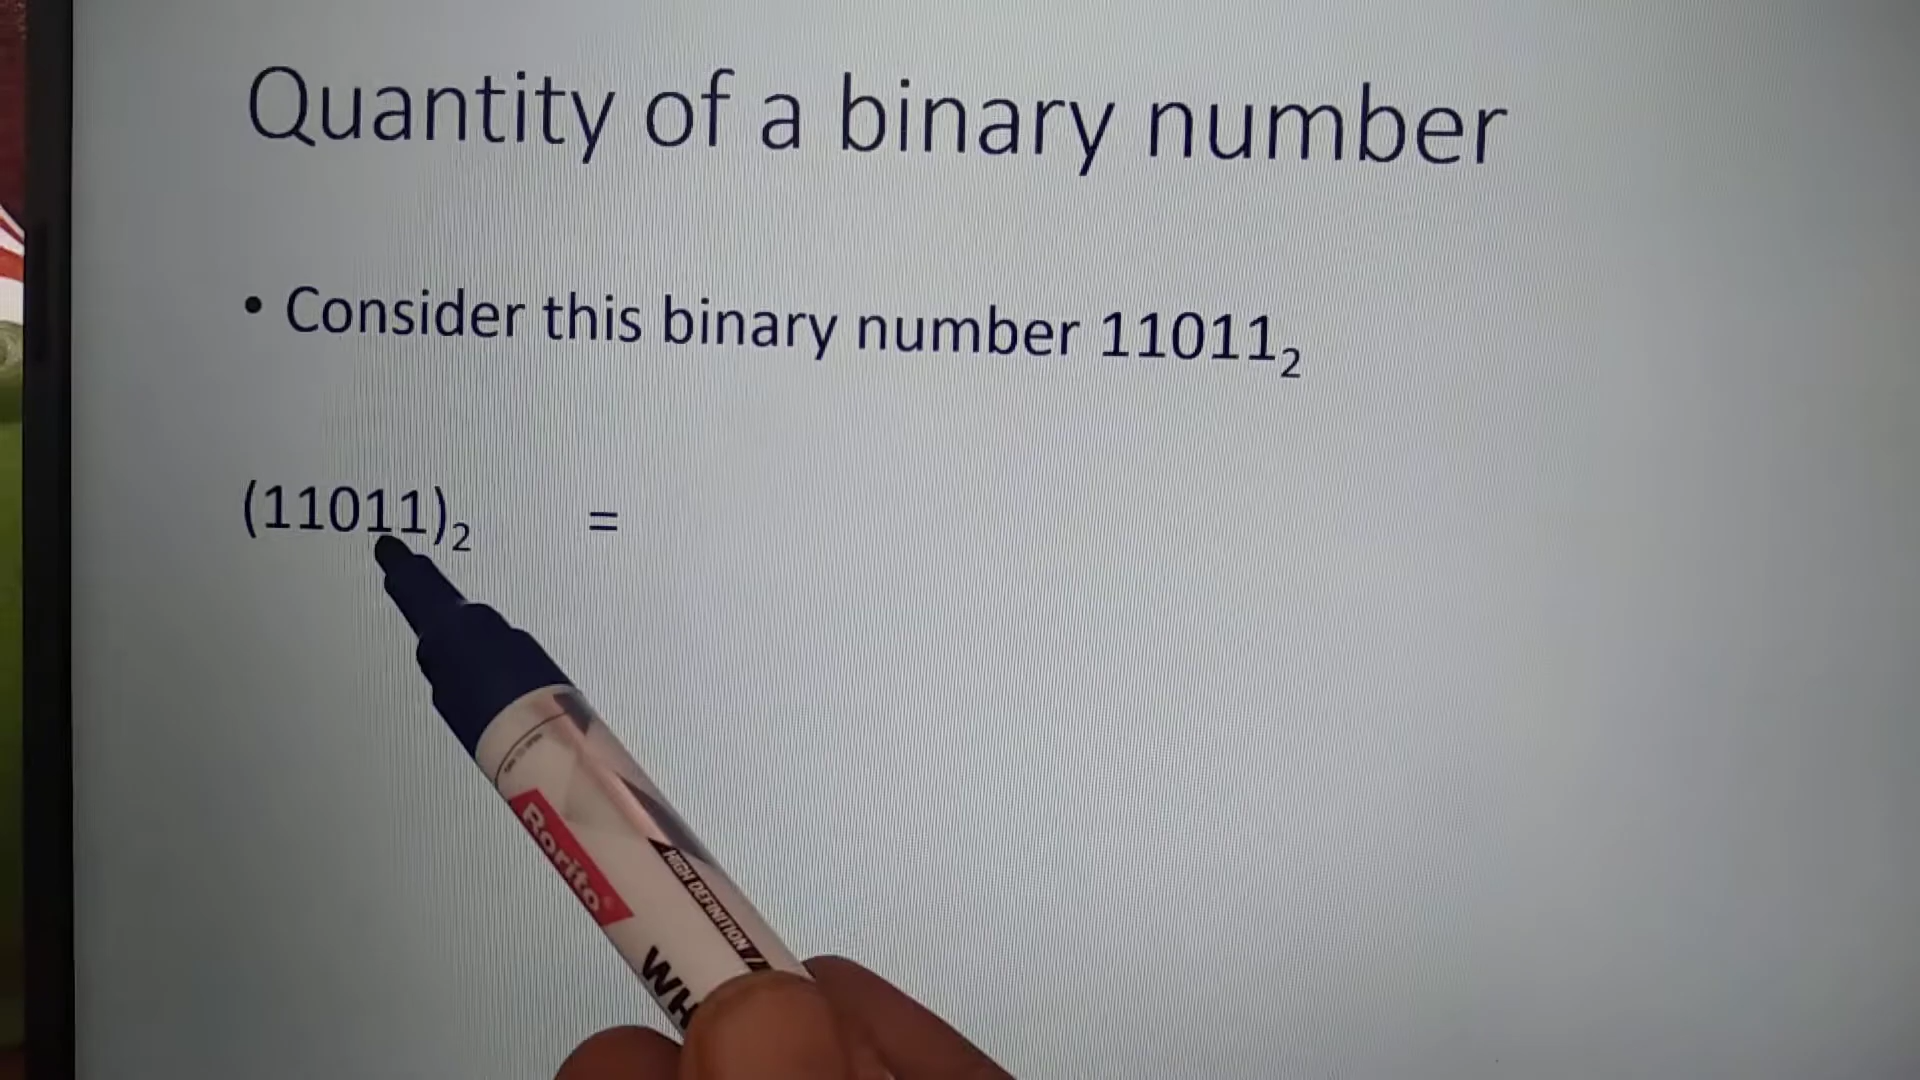 Quantity of a binary number
• Consider this binary number 11011₂
(11011)₂ =
Rorito
HIGH DEFINITION
WH